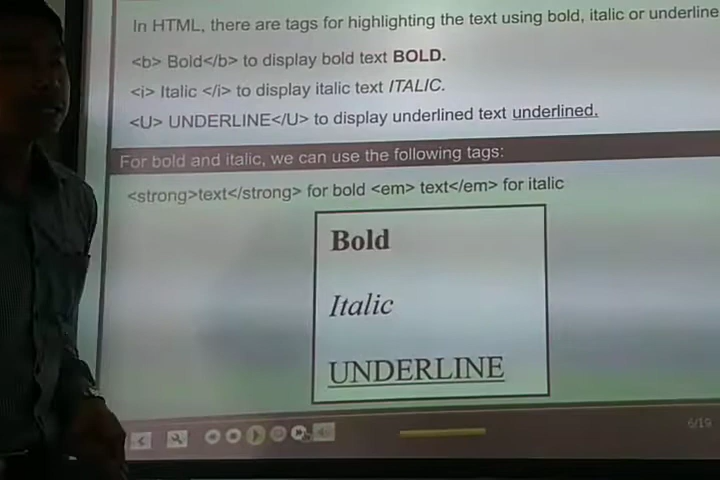 In HTML, there are tags for highlighting the text using bold, italic or underline
<b> Bold</b> to display bold text BOLD.
<i> Italic </i> to display italic text ITALIC.
<U> UNDERLINE</U> to display underlined text underlined.
For bold and italic, we can use the following tags:
<strong>text</strong> for bold <em> text</em> for italic
Bold
Italic
UNDERLINE
6/19